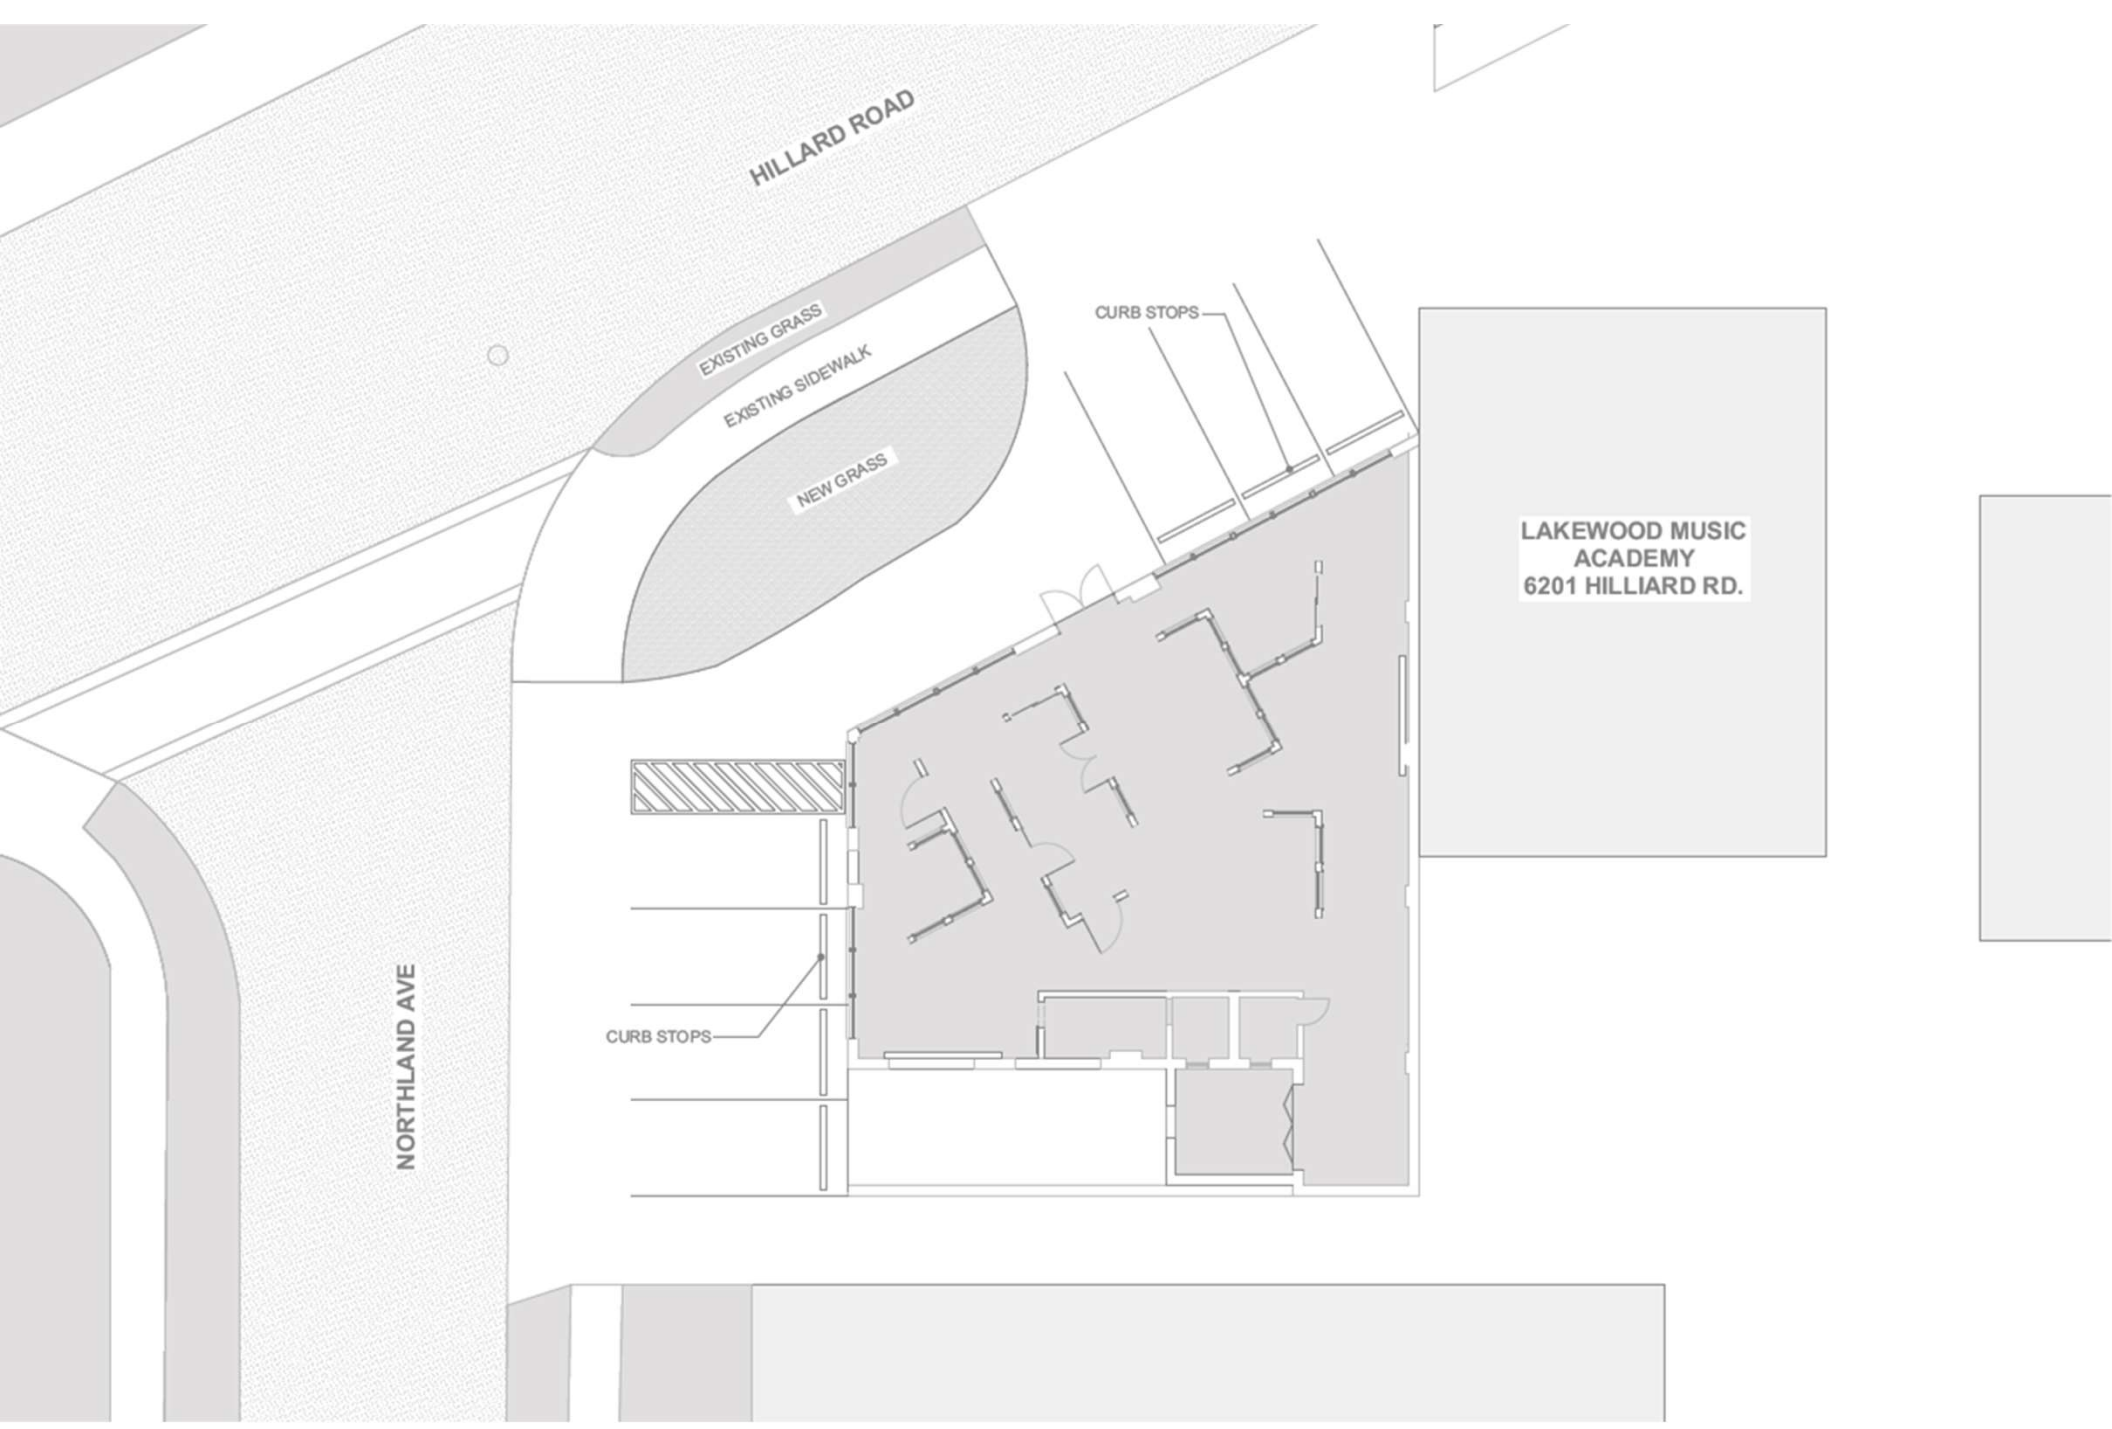 HILLARD ROAD
EXISTING GRASS
CURB STOPS
EXISTING SIDEWALK
NEW GRASS
LAKEWOOD MUSIC
ACADEMY
6201 HILLIARD RD.
CURB STOPS
NORTHLAND AVE